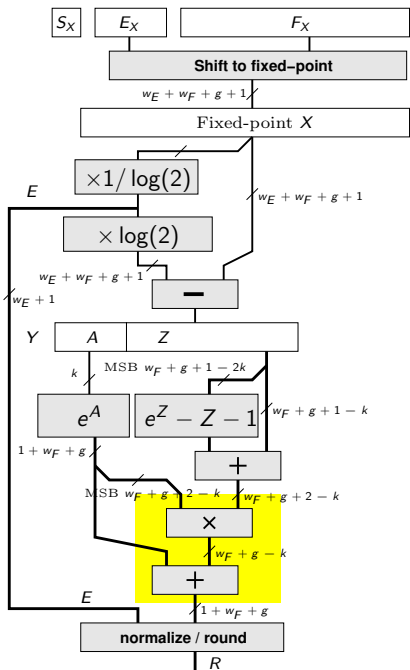 S_X E_X F_X
Shift to fixed–point
w_E + w_F + g + 1
Fixed-point X
×1/ log(2)
E
w_E + w_F + g + 1
× log(2)
w_E + w_F + g + 1
w_E + 1
−
Y A Z
MSB w_F + g + 1 − 2k
k
e^A e^Z − Z − 1
w_F + g + 1 − k
1 + w_F + g
+
MSB w_F + g + 2 − k w_F + g + 2 − k
×
w_F + g − k
+
E
1 + w_F + g
normalize / round
R